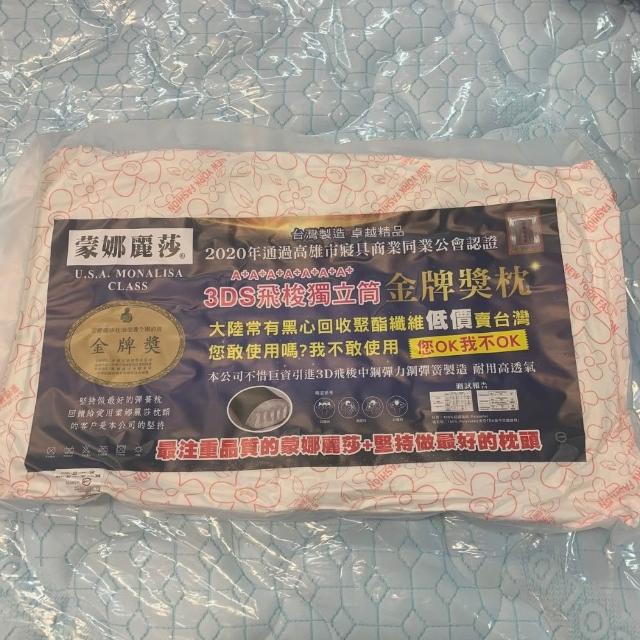 台灣製造 卓越精品
蒙娜麗莎®
U.S.A. MONALISA
CLASS
2020年通過高雄市寢具商業同業公會認證
A+A+A+A+A+A+A+
3DS飛梭獨立筒 金牌獎枕
大陸常有黑心回收聚酯纖維低價賣台灣
您敢使用嗎?我不敢使用 您OK我不OK
本公司不惜巨資引進3D飛梭中鋼彈力鋼彈簧製造 耐用高透氣
金牌獎
測試報告
堅持做最好的彈簧枕
回饋給愛用蒙娜麗莎枕頭
的客戶是本公司的堅持
最注重品質的蒙娜麗莎+堅持做最好的枕頭